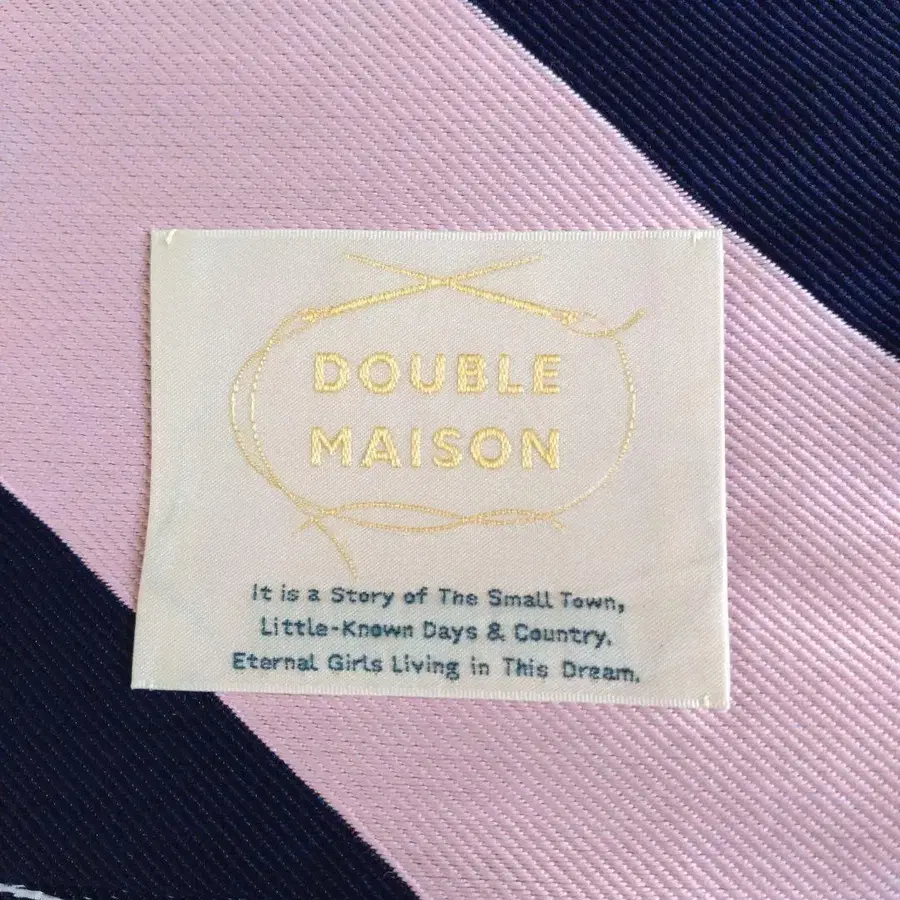 DOUBLE
MAISON
It is a Story of The Small Town,
Little-Known Days & Country.
Eternal Girls Living in This Dream.